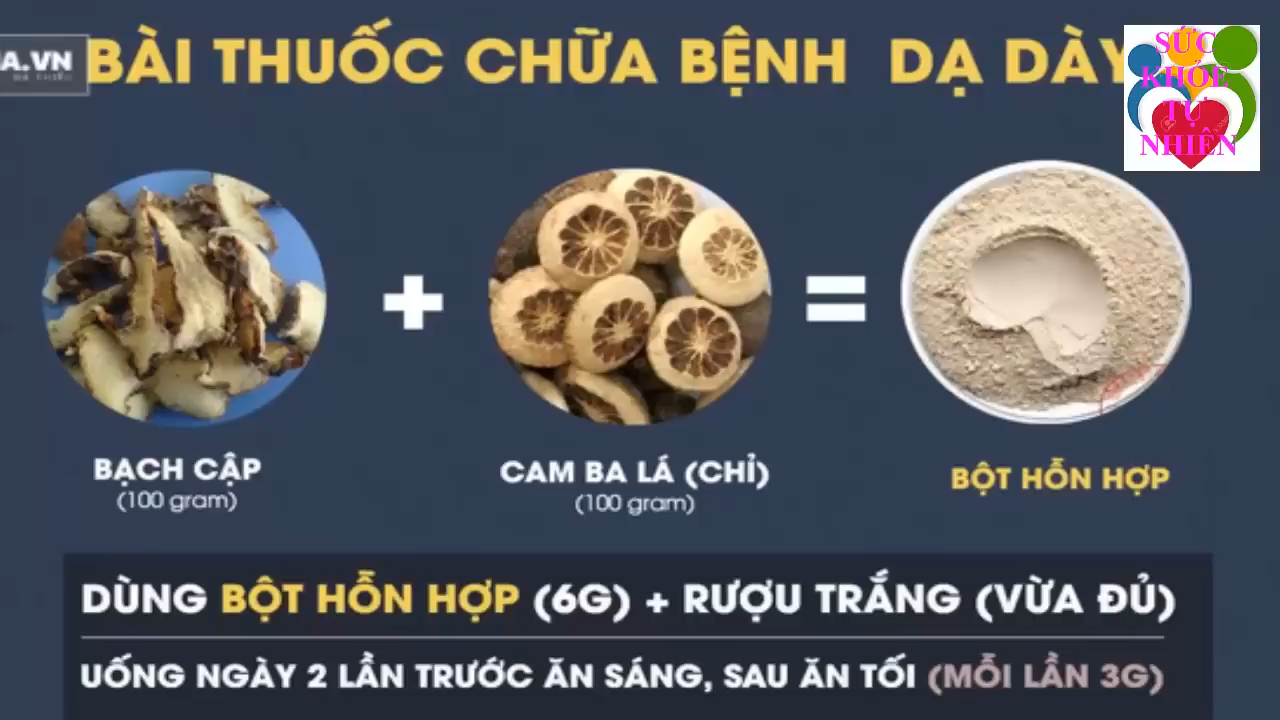 A.VN
BÀI THUỐC CHỮA BỆNH DẠ DÀY
SỨC
KHỎE
TỰ
NHIÊN
BẠCH CẬP
(100 gram)
CAM BA LÁ (CHỈ)
(100 gram)
BỘT HỖN HỢP
DÙNG BỘT HỖN HỢP (6G) + RƯỢU TRẮNG (VỪA ĐỦ)
UỐNG NGÀY 2 LẦN TRƯỚC ĂN SÁNG, SAU ĂN TỐI (MỖI LẦN 3G)